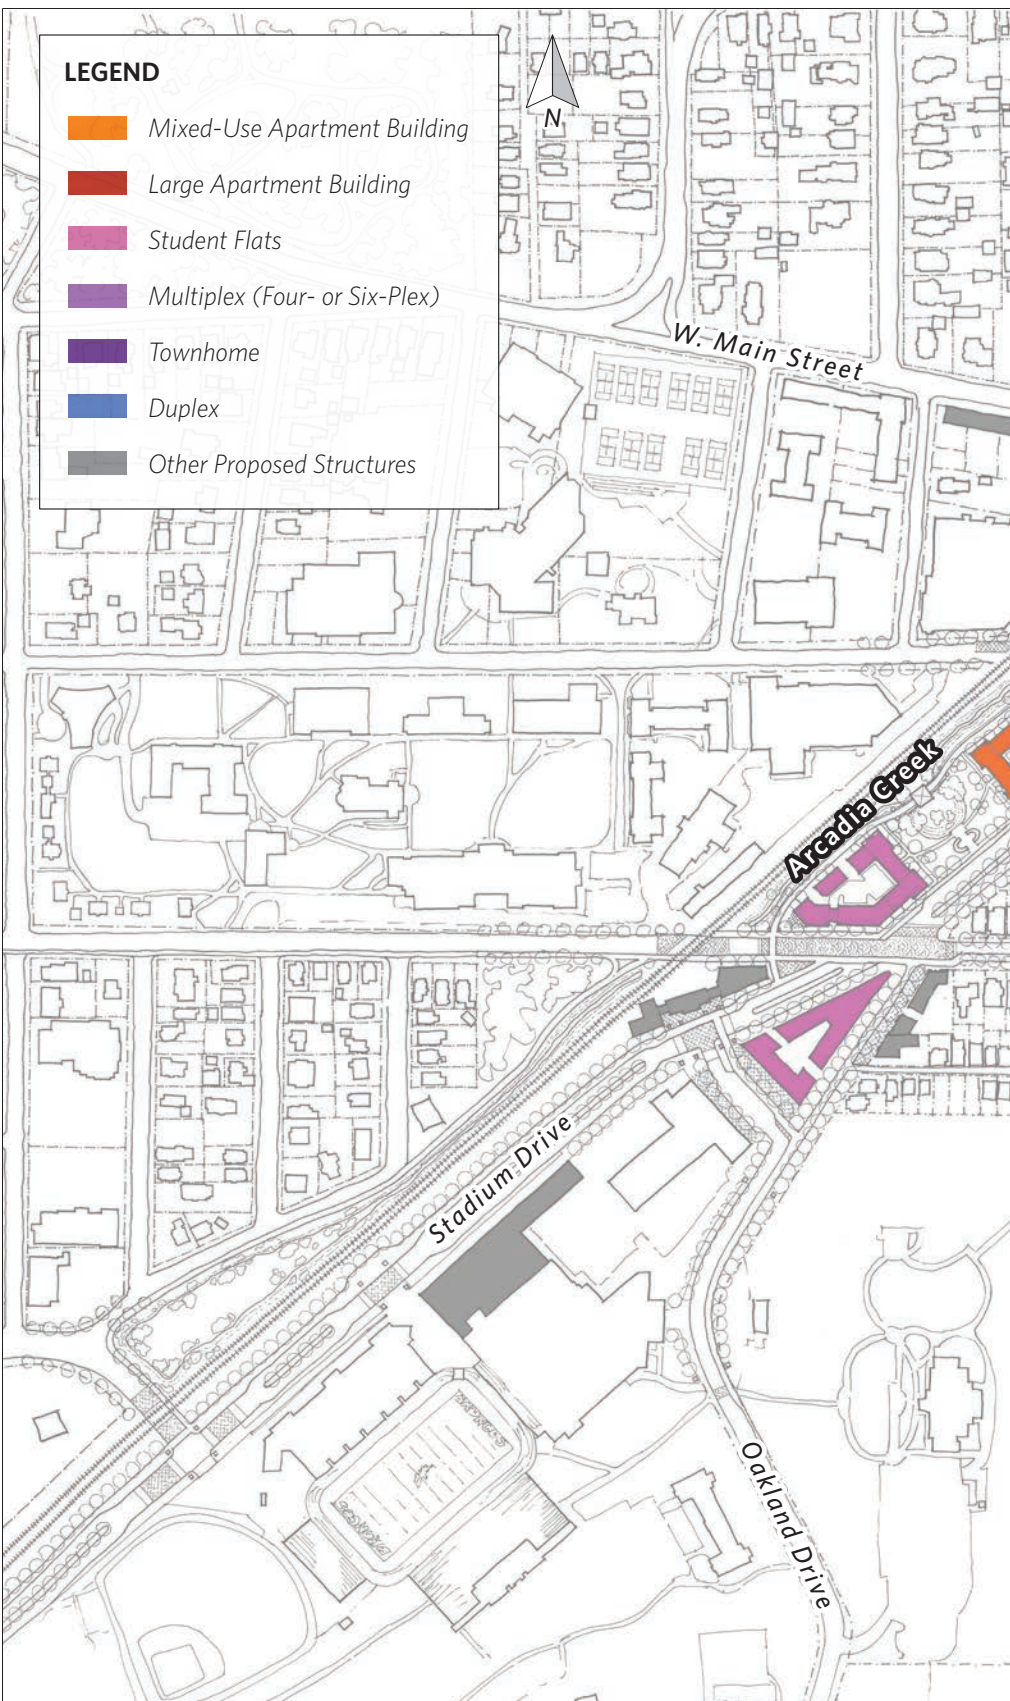 LEGEND
Mixed-Use Apartment Building
Large Apartment Building
Student Flats
Multiplex (Four- or Six-Plex)
Townhome
Duplex
Other Proposed Structures
N
W. Main Street
Arcadia Creek
Stadium Drive
Oakland Drive
BRONCOS